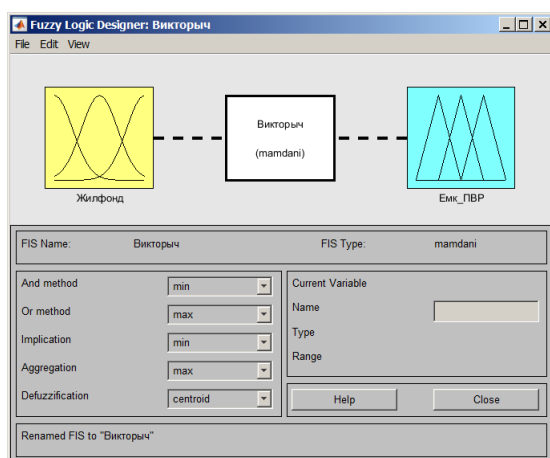 Fuzzy Logic Designer: Викторыч
File Edit View
Викторыч
(mamdani)
Жилфонд
Емк_ПВР
FIS Name: Викторыч FIS Type: mamdani
And method min
Or method max
Implication min
Aggregation max
Defuzzification centroid
Current Variable
Name
Type
Range
Help Close
Renamed FIS to "Викторыч"